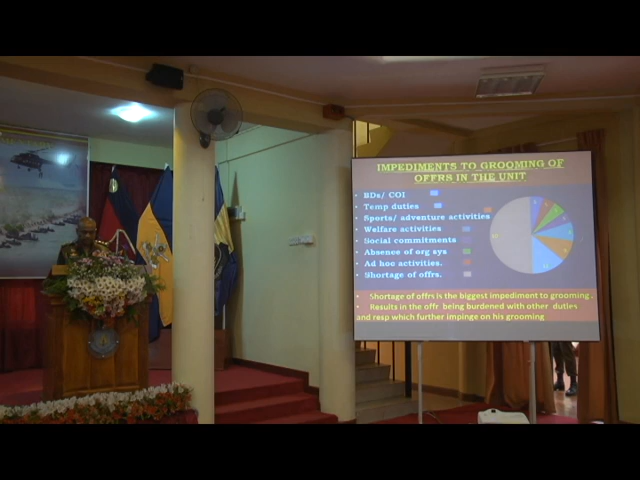 IMPEDIMENTS TO GROOMING OF
OFFRS IN THE UNIT
• BDs/ COI
• Temp duties
• Sports/ adventure activities
• Welfare activities
• Social commitments
• Absence of org sys
• Ad hoc activities.
• Shortage of offrs.
• Shortage of offrs is the biggest impediment to grooming .
• Results in the offr being burdened with other duties
and resp which further impinge on his grooming